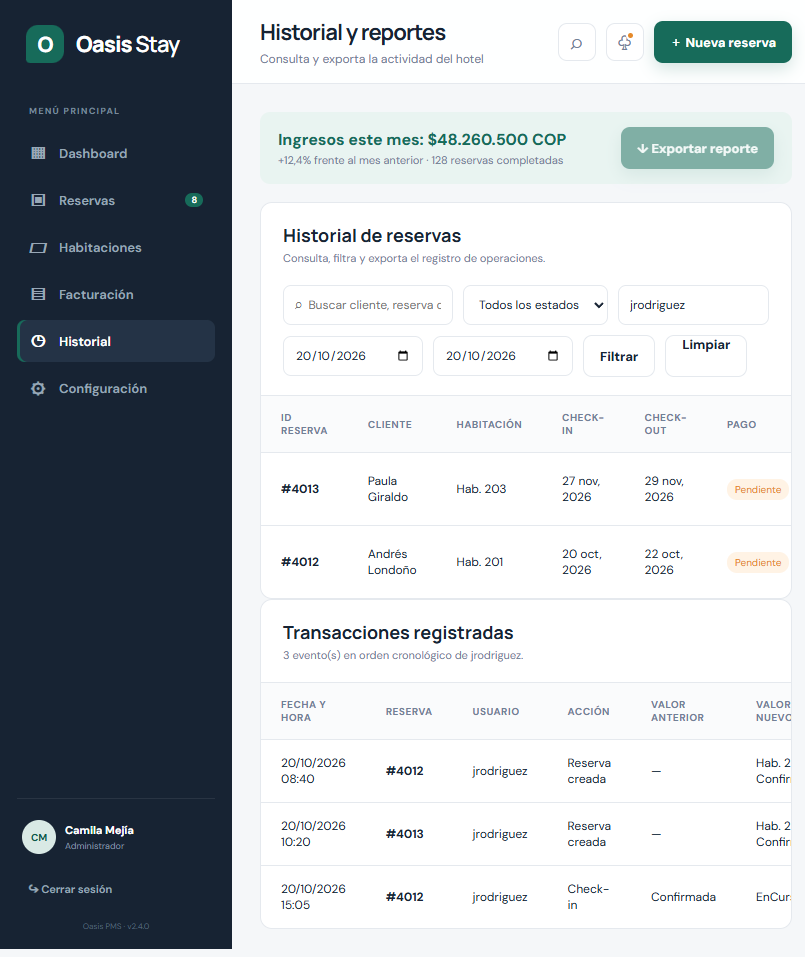 O Oasis Stay
MENÚ PRINCIPAL
Dashboard
Reservas 8
Habitaciones
Facturación
Historial
Configuración
CM Camila Mejía
Administrador
Cerrar sesión
Oasis PMS · v2.4.0
Historial y reportes
Consulta y exporta la actividad del hotel
+ Nueva reserva
Ingresos este mes: $48.260.500 COP
+12,4% frente al mes anterior · 128 reservas completadas
↓ Exportar reporte
Historial de reservas
Consulta, filtra y exporta el registro de operaciones.
Buscar cliente, reserva c Todos los estados jrodriguez
20/10/2026 20/10/2026 Filtrar Limpiar
ID RESERVA CLIENTE HABITACIÓN CHECK-IN CHECK-OUT PAGO
#4013 Paula Giraldo Hab. 203 27 nov, 2026 29 nov, 2026 Pendiente
#4012 Andrés Londoño Hab. 201 20 oct, 2026 22 oct, 2026 Pendiente
Transacciones registradas
3 evento(s) en orden cronológico de jrodriguez.
FECHA Y HORA RESERVA USUARIO ACCIÓN VALOR ANTERIOR VALOR NUEVO
20/10/2026 08:40 #4012 jrodriguez Reserva creada — Hab. 2 Confir
20/10/2026 10:20 #4013 jrodriguez Reserva creada — Hab. 2 Confir
20/10/2026 15:05 #4012 jrodriguez Check-in Confirmada EnCur